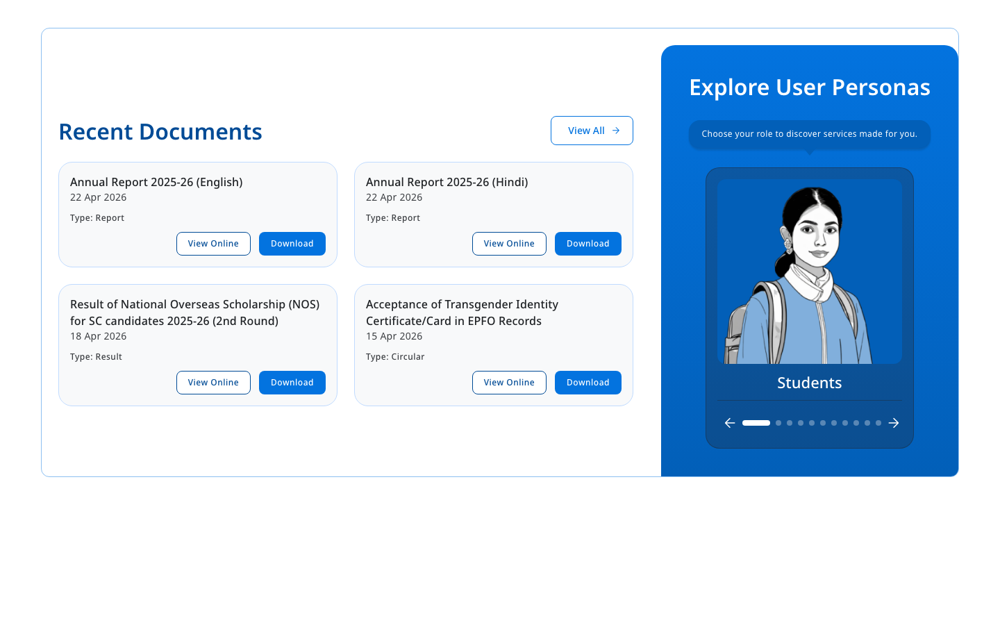 Recent Documents
View All
Annual Report 2025-26 (English)
22 Apr 2026
Type: Report
View Online
Download
Annual Report 2025-26 (Hindi)
22 Apr 2026
Type: Report
View Online
Download
Result of National Overseas Scholarship (NOS)
for SC candidates 2025-26 (2nd Round)
18 Apr 2026
Type: Result
View Online
Download
Acceptance of Transgender Identity
Certificate/Card in EPFO Records
15 Apr 2026
Type: Circular
View Online
Download
Explore User Personas
Choose your role to discover services made for you.
Students